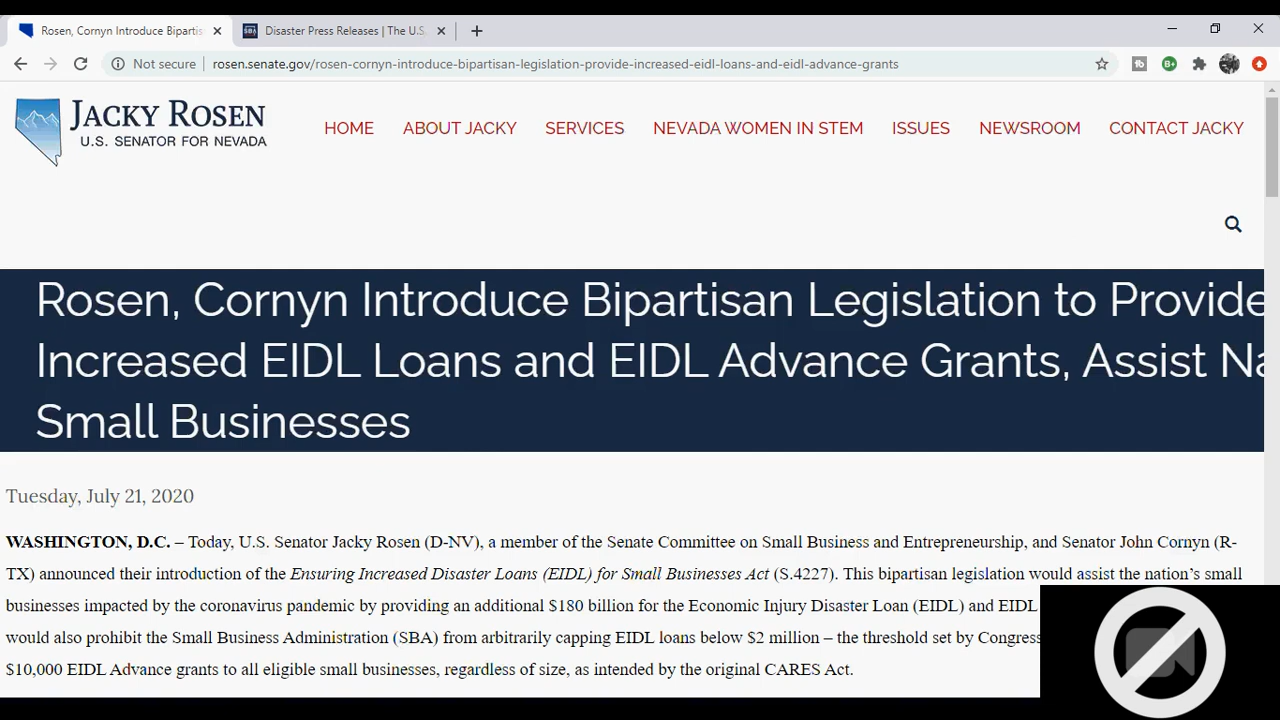 Rosen, Cornyn Introduce Bipartis
Disaster Press Releases | The U.S.
Not secure
rosen.senate.gov/rosen-cornyn-introduce-bipartisan-legislation-provide-increased-eidl-loans-and-eidl-advance-grants
JACKY ROSEN
U.S. SENATOR FOR NEVADA
HOME ABOUT JACKY SERVICES NEVADA WOMEN IN STEM ISSUES NEWSROOM CONTACT JACKY
Rosen, Cornyn Introduce Bipartisan Legislation to Provide
Increased EIDL Loans and EIDL Advance Grants, Assist Na
Small Businesses
Tuesday, July 21, 2020
WASHINGTON, D.C. – Today, U.S. Senator Jacky Rosen (D-NV), a member of the Senate Committee on Small Business and Entrepreneurship, and Senator John Cornyn (R-
TX) announced their introduction of the Ensuring Increased Disaster Loans (EIDL) for Small Businesses Act (S.4227). This bipartisan legislation would assist the nation’s small
businesses impacted by the coronavirus pandemic by providing an additional $180 billion for the Economic Injury Disaster Loan (EIDL) and EIDL
would also prohibit the Small Business Administration (SBA) from arbitrarily capping EIDL loans below $2 million – the threshold set by Congress
$10,000 EIDL Advance grants to all eligible small businesses, regardless of size, as intended by the original CARES Act.